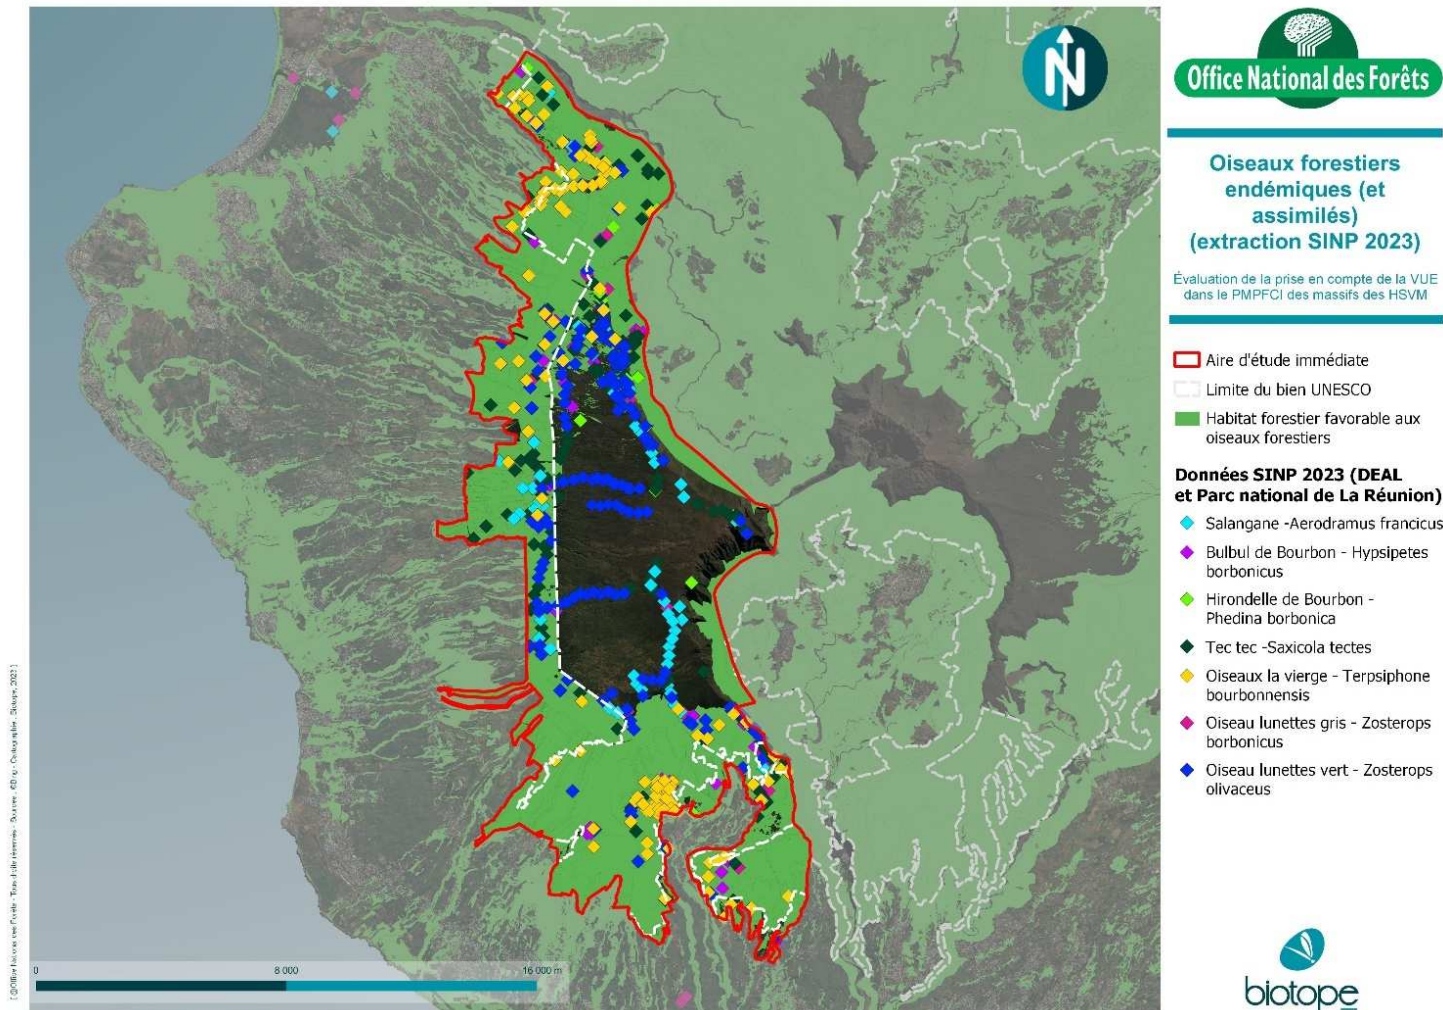 N
Office National des Forêts
Oiseaux forestiers
endémiques (et
assimilés)
(extraction SINP 2023)
Évaluation de la prise en compte de la VUE
dans le PMPFCI des massifs des HSVM
Aire d'étude immédiate
Limite du bien UNESCO
Habitat forestier favorable aux
oiseaux forestiers
Données SINP 2023 (DEAL
et Parc national de La Réunion)
Salangane -Aerodramus francicus
Bulbul de Bourbon - Hypsipetes
borbonicus
Hirondelle de Bourbon -
Phedina borbonica
Tec tec -Saxicola tectes
Oiseaux la vierge - Terpsiphone
bourbonnensis
Oiseau lunettes gris - Zosterops
borbonicus
Oiseau lunettes vert - Zosterops
olivaceus
0 8 000 16 000 m
biotope